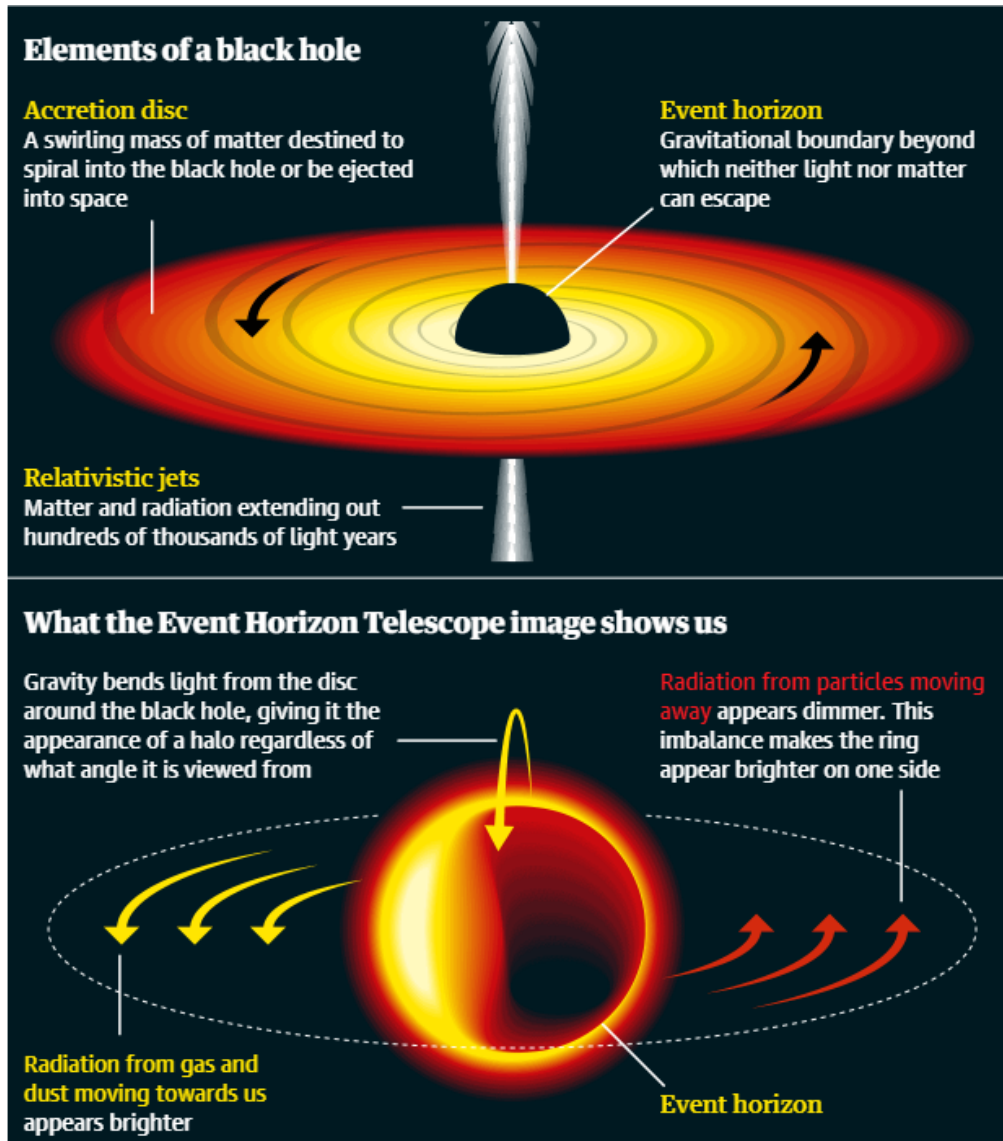 Elements of a black hole
Accretion disc
A swirling mass of matter destined to
spiral into the black hole or be ejected
into space
Event horizon
Gravitational boundary beyond
which neither light nor matter
can escape
Relativistic jets
Matter and radiation extending out
hundreds of thousands of light years
What the Event Horizon Telescope image shows us
Gravity bends light from the disc
around the black hole, giving it the
appearance of a halo regardless of
what angle it is viewed from
Radiation from particles moving
away appears dimmer. This
imbalance makes the ring
appear brighter on one side
Radiation from gas and
dust moving towards us
appears brighter
Event horizon